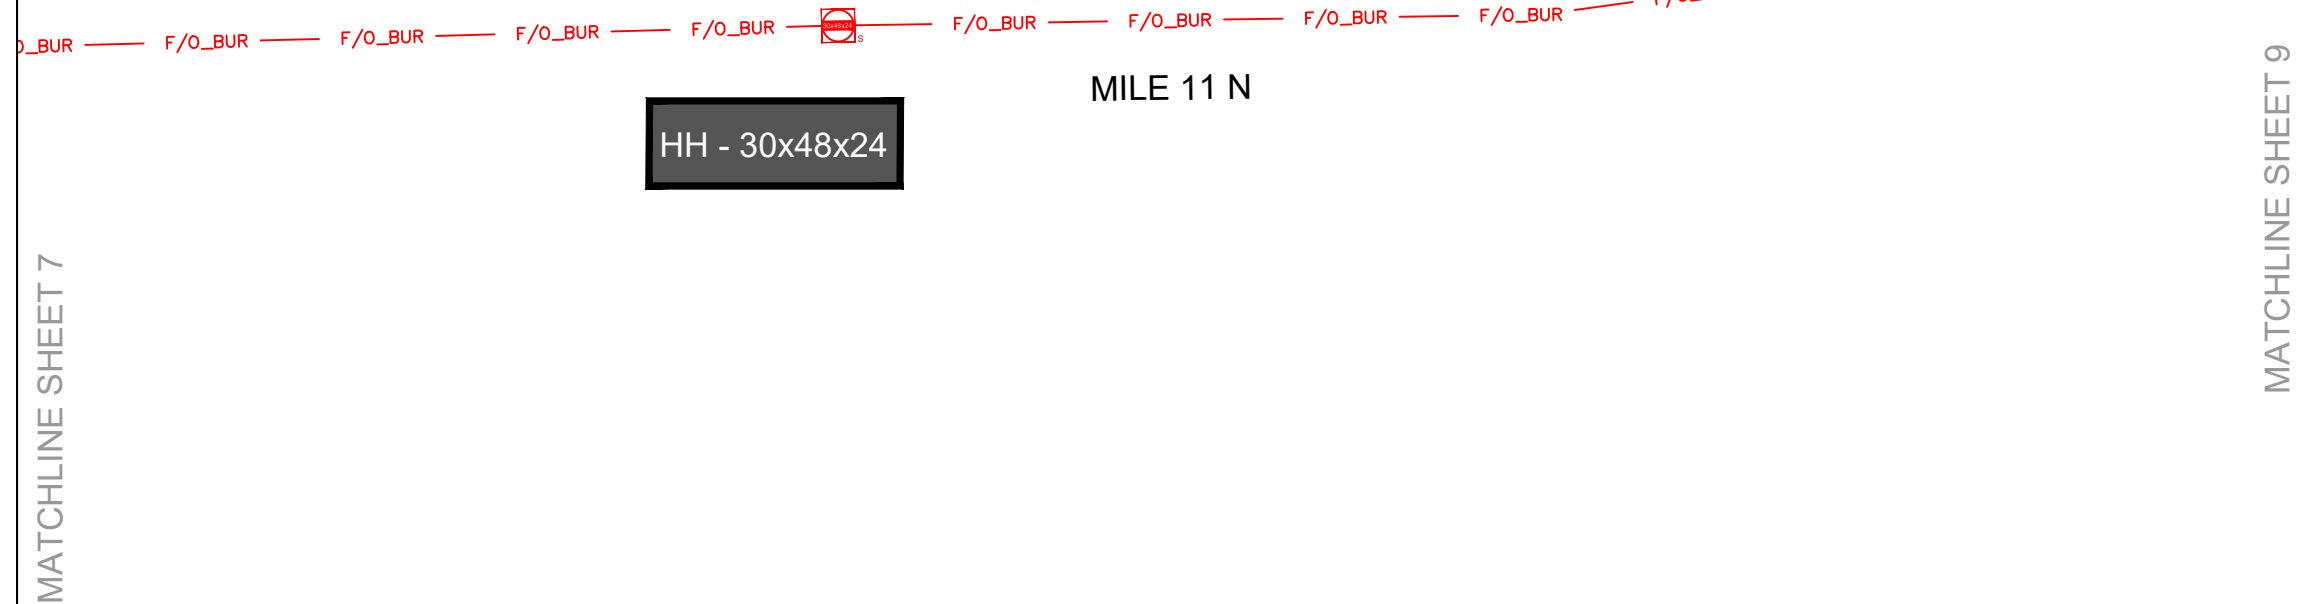 O_BUR F/O_BUR F/O_BUR F/O_BUR F/O_BUR 30x48x24 S F/O_BUR F/O_BUR F/O_BUR F/O_BUR
MILE 11 N
HH - 30x48x24
MATCHLINE SHEET 7
MATCHLINE SHEET 9